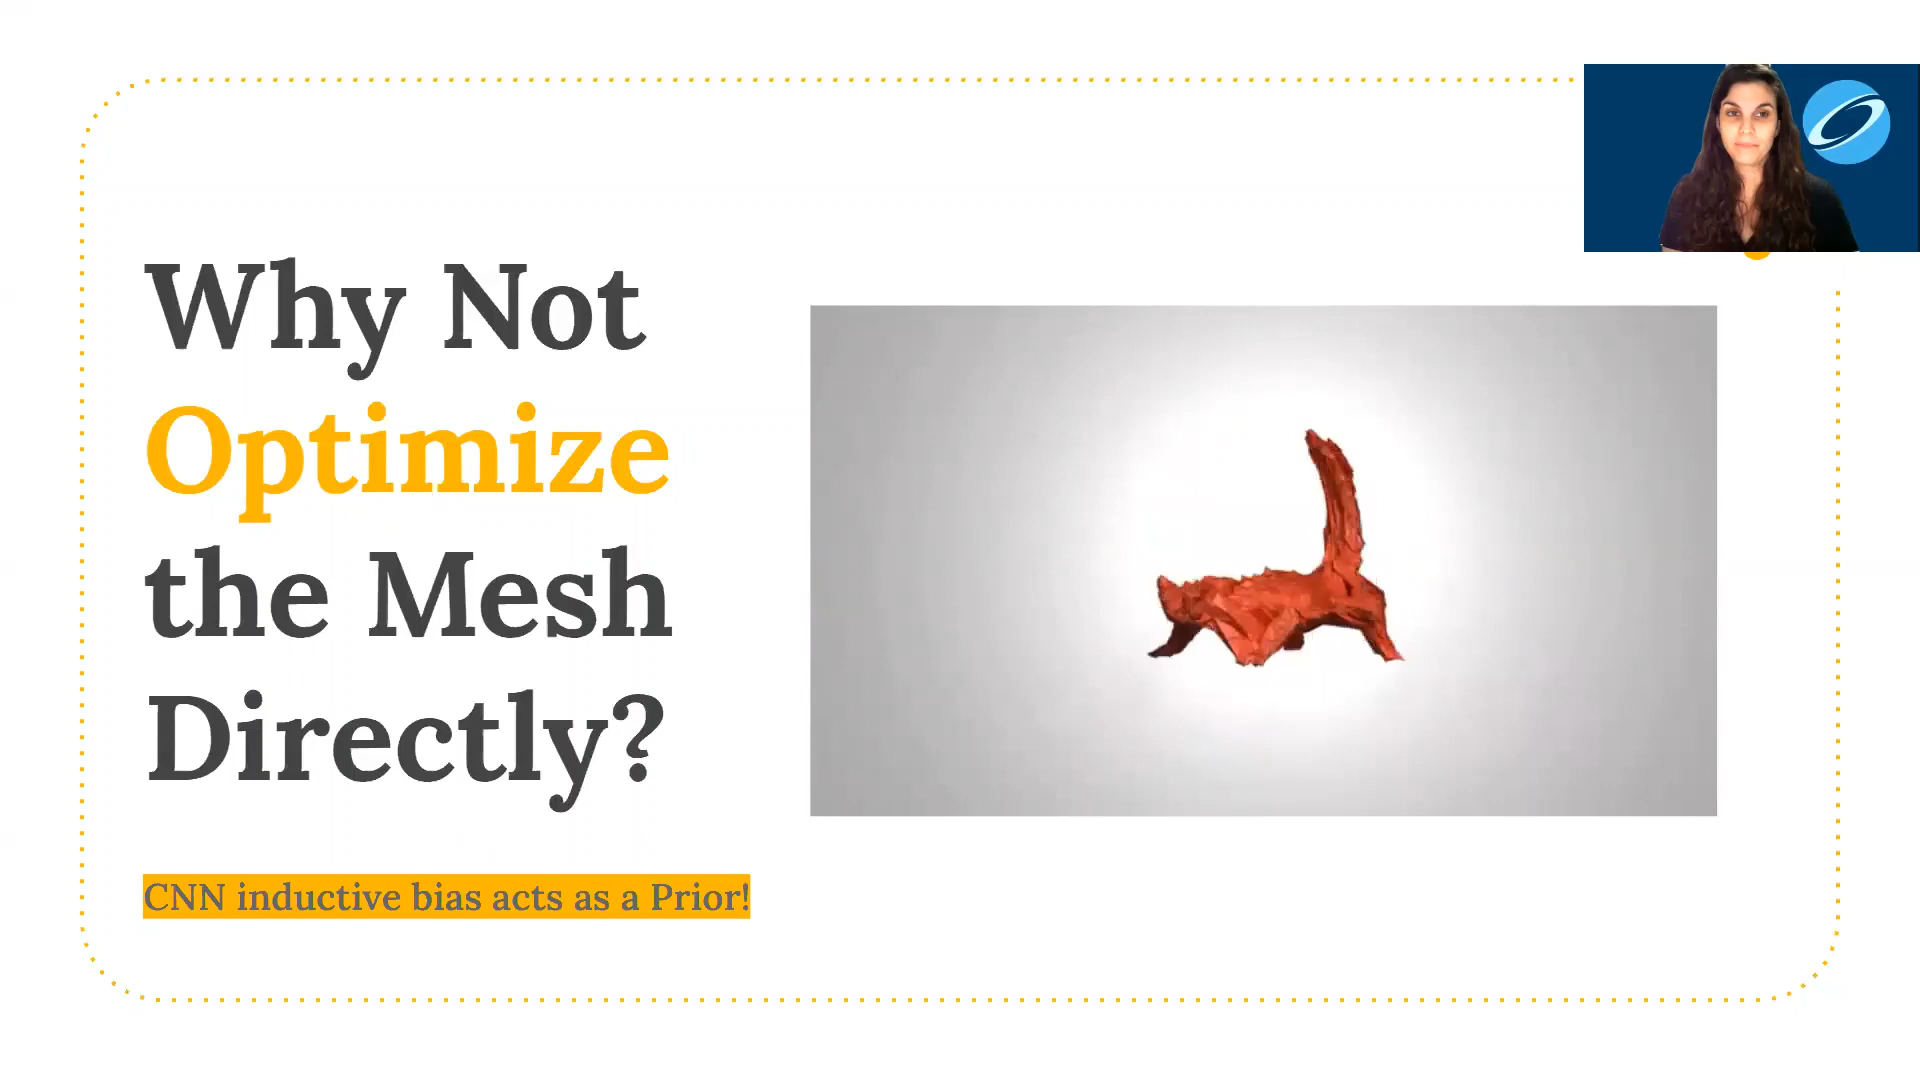 Why Not
Optimize
the Mesh
Directly?
CNN inductive bias acts as a Prior!